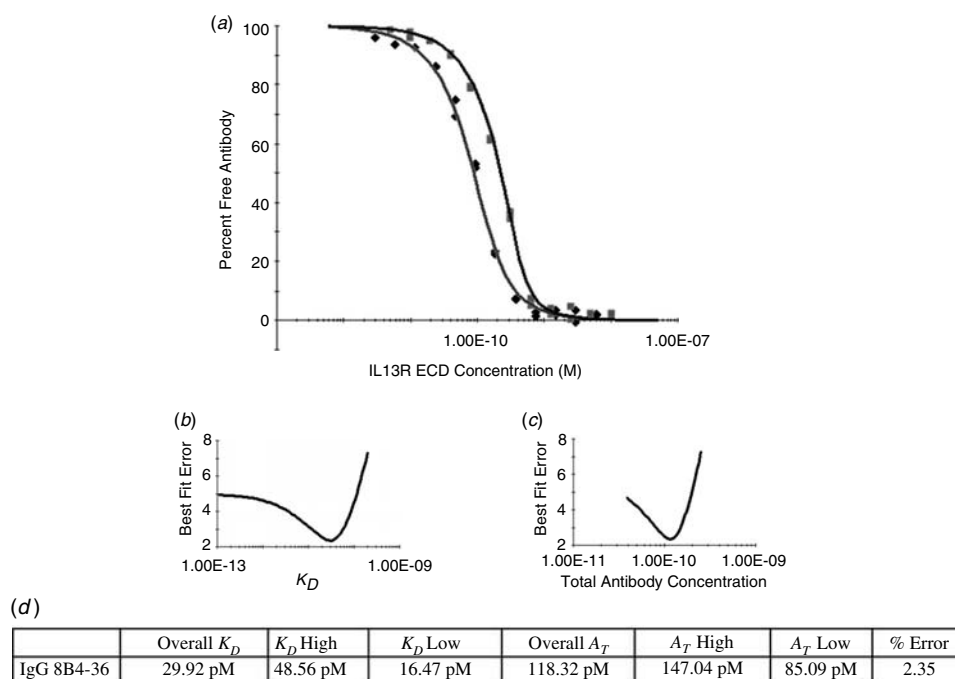 (a)
100
80
60
40
20
0
Percent Free Antibody
1.00E-10
1.00E-07
IL13R ECD Concentration (M)
(b)
8
6
4
2
Best Fit Error
1.00E-13
1.00E-09
K_D
(c)
8
6
4
2
Best Fit Error
1.00E-11
1.00E-10
1.00E-09
Total Antibody Concentration
(d)
Overall K_D K_D High K_D Low Overall A_T A_T High A_T Low % Error
IgG 8B4-36 29.92 pM 48.56 pM 16.47 pM 118.32 pM 147.04 pM 85.09 pM 2.35